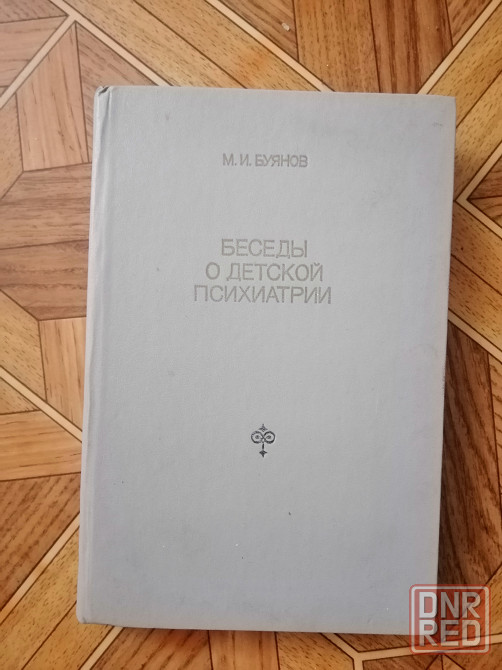 М. И. БУЯНОВ
БЕСЕДЫ
О ДЕТСКОЙ
ПСИХИАТРИИ
DNR
RED